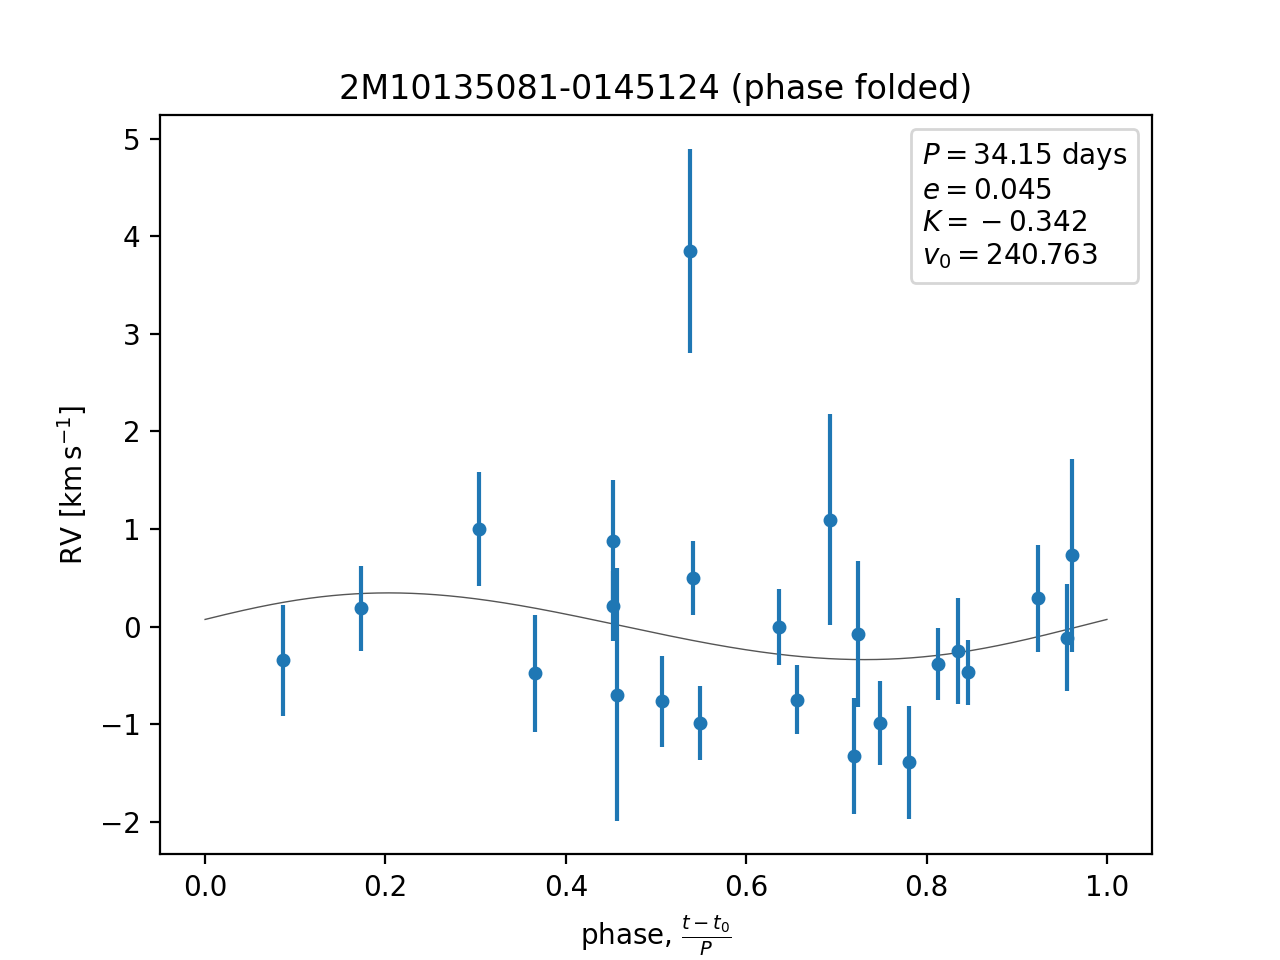 2M10135081-0145124 (phase folded)
P = 34.15 days
e = 0.045
K = −0.342
v₀ = 240.763
5
4
3
2
1
0
−1
−2
RV [km s⁻¹]
0.0 0.2 0.4 0.6 0.8 1.0
phase, (t − t₀)/P